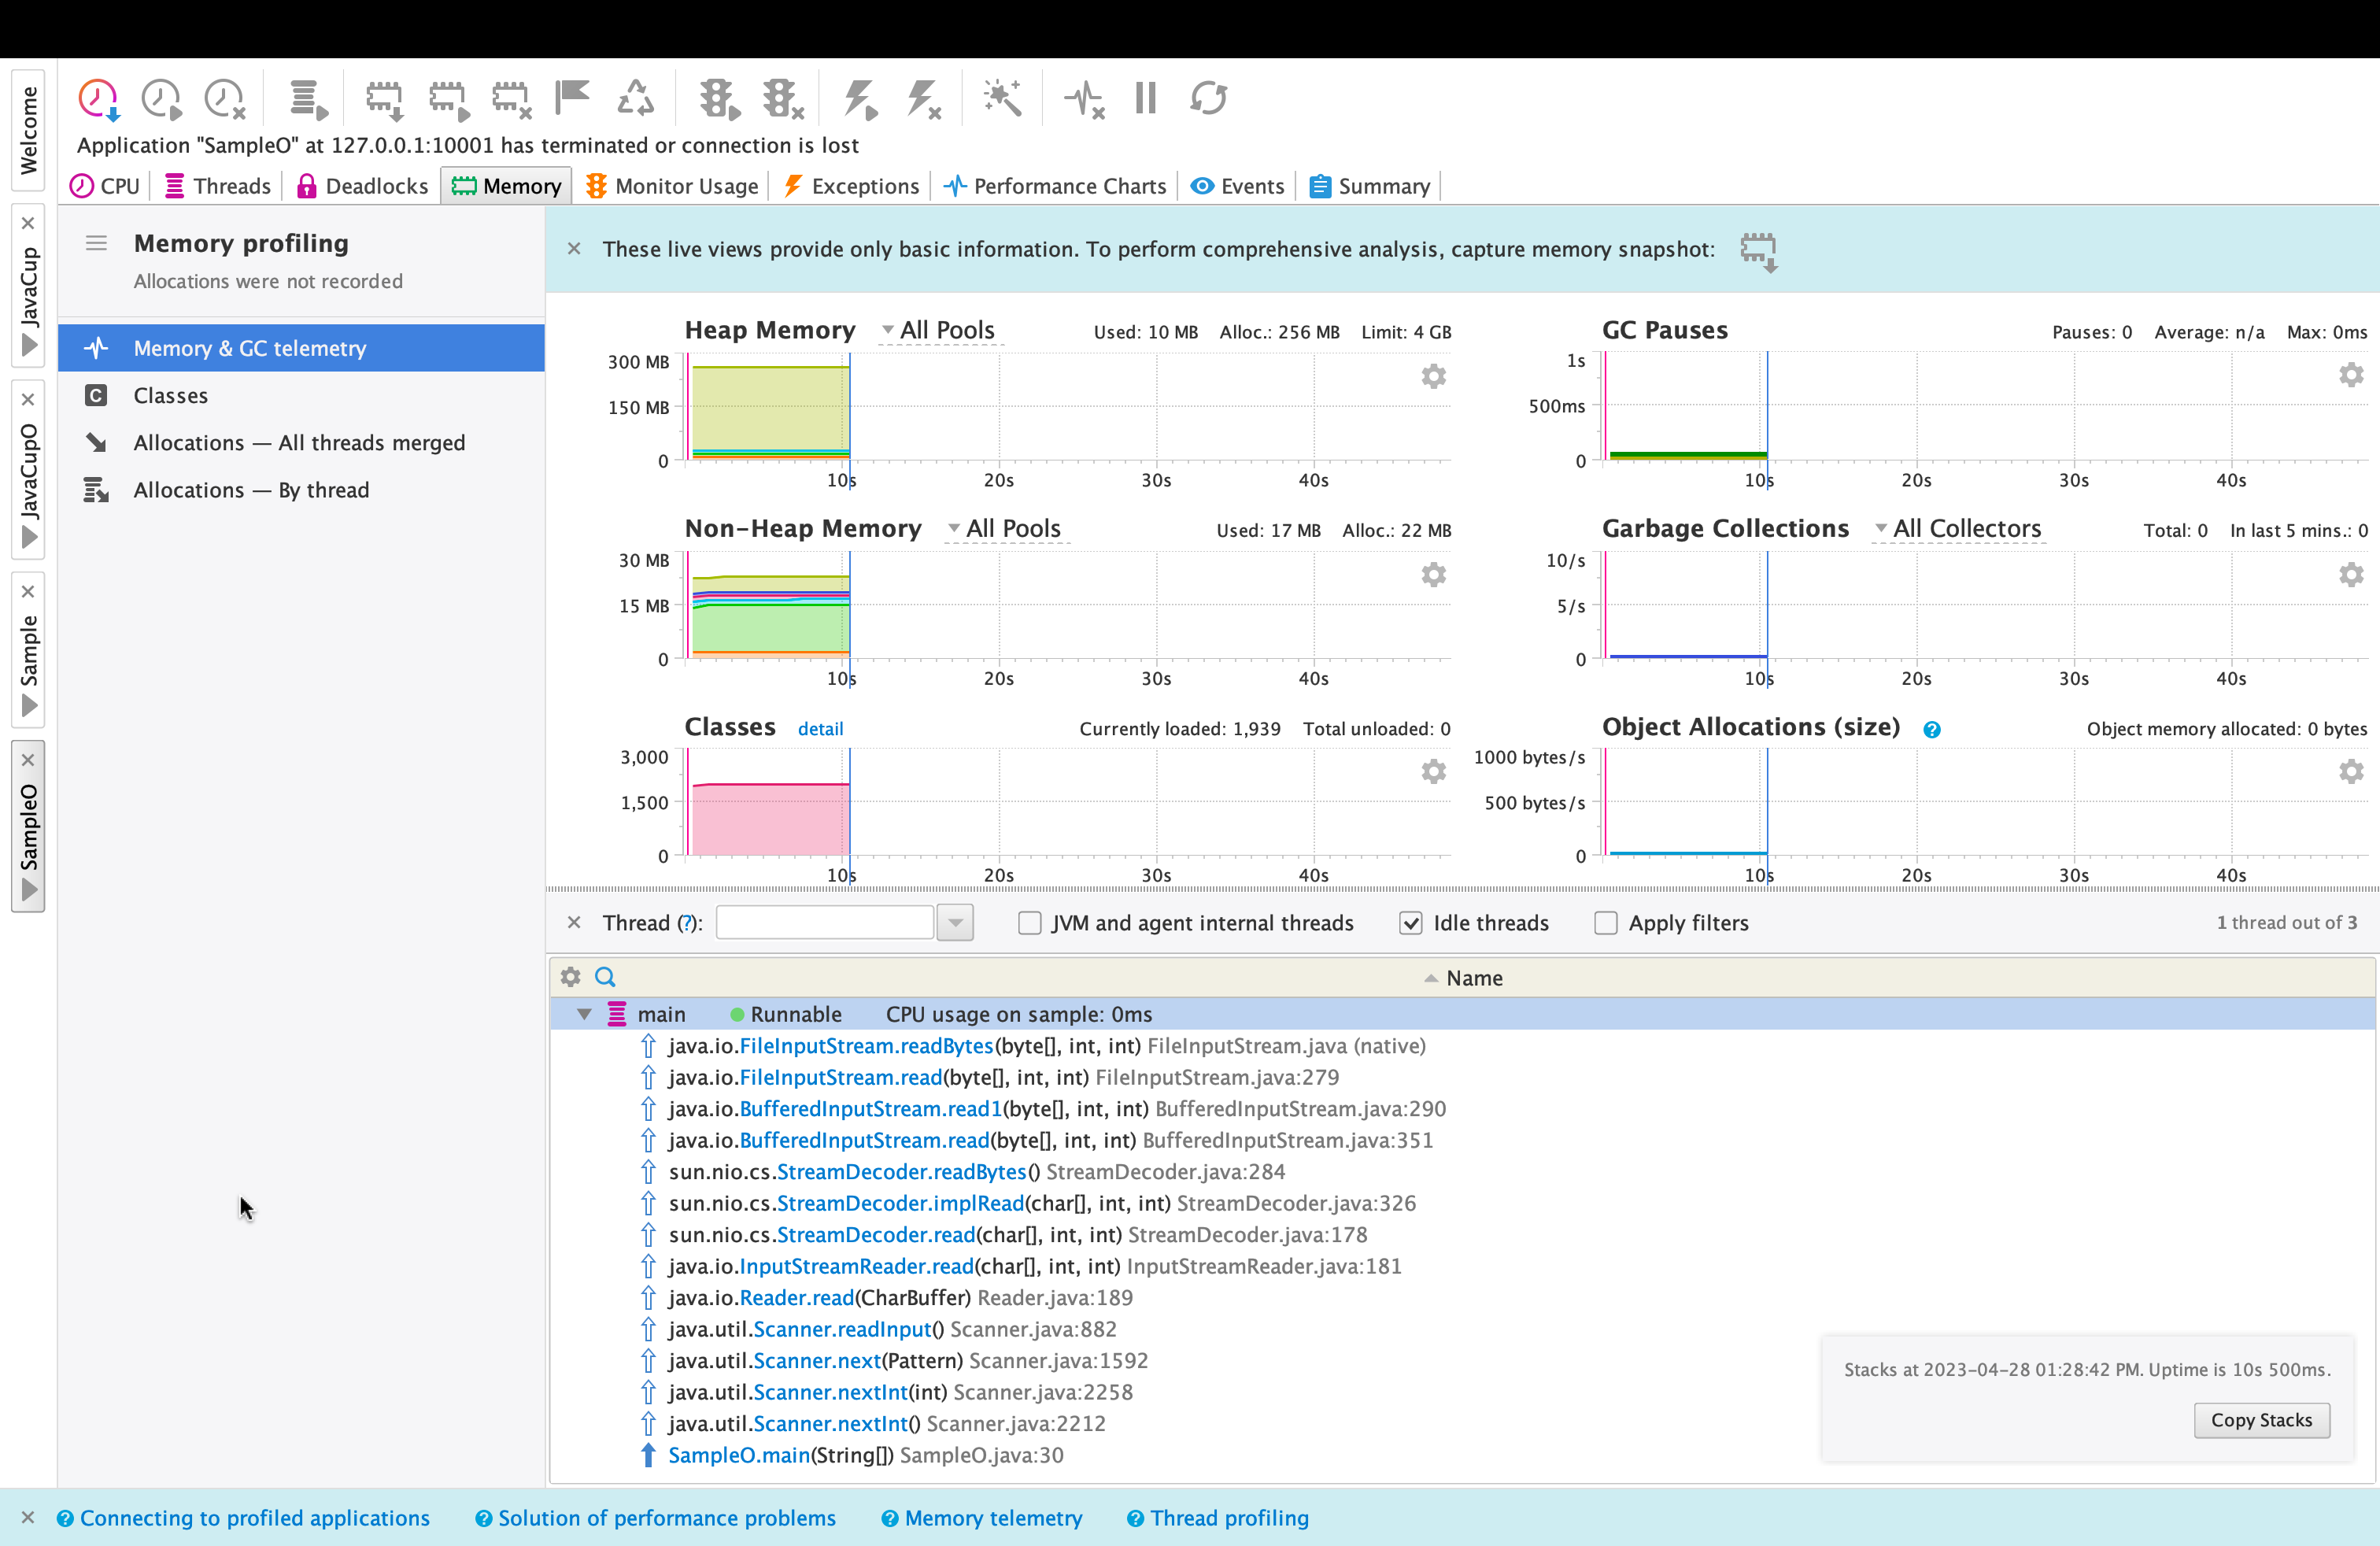 Welcome
JavaCup
JavaCupO
Sample
SampleO
Application "SampleO" at 127.0.0.1:10001 has terminated or connection is lost
CPU Threads Deadlocks Memory Monitor Usage Exceptions Performance Charts Events Summary
Memory profiling
Allocations were not recorded
Memory & GC telemetry
C Classes
Allocations — All threads merged
Allocations — By thread
These live views provide only basic information. To perform comprehensive analysis, capture memory snapshot:
Heap Memory All Pools Used: 10 MB Alloc.: 256 MB Limit: 4 GB
300 MB
150 MB
0
10s 20s 30s 40s
GC Pauses Pauses: 0 Average: n/a Max: 0ms
1s
500ms
0
10s 20s 30s 40s
Non-Heap Memory All Pools Used: 17 MB Alloc.: 22 MB
30 MB
15 MB
0
10s 20s 30s 40s
Garbage Collections All Collectors Total: 0 In last 5 mins.: 0
10/s
5/s
0
10s 20s 30s 40s
Classes detail Currently loaded: 1,939 Total unloaded: 0
3,000
1,500
0
10s 20s 30s 40s
Object Allocations (size) ? Object memory allocated: 0 bytes
1000 bytes/s
500 bytes/s
0
10s 20s 30s 40s
Thread (?): JVM and agent internal threads Idle threads Apply filters 1 thread out of 3
Name
main Runnable CPU usage on sample: 0ms
java.io.FileInputStream.readBytes(byte[], int, int) FileInputStream.java (native)
java.io.FileInputStream.read(byte[], int, int) FileInputStream.java:279
java.io.BufferedInputStream.read1(byte[], int, int) BufferedInputStream.java:290
java.io.BufferedInputStream.read(byte[], int, int) BufferedInputStream.java:351
sun.nio.cs.StreamDecoder.readBytes() StreamDecoder.java:284
sun.nio.cs.StreamDecoder.implRead(char[], int, int) StreamDecoder.java:326
sun.nio.cs.StreamDecoder.read(char[], int, int) StreamDecoder.java:178
java.io.InputStreamReader.read(char[], int, int) InputStreamReader.java:181
java.io.Reader.read(CharBuffer) Reader.java:189
java.util.Scanner.readInput() Scanner.java:882
java.util.Scanner.next(Pattern) Scanner.java:1592
java.util.Scanner.nextInt(int) Scanner.java:2258
java.util.Scanner.nextInt() Scanner.java:2212
SampleO.main(String[]) SampleO.java:30
Stacks at 2023-04-28 01:28:42 PM. Uptime is 10s 500ms.
Copy Stacks
? Connecting to profiled applications ? Solution of performance problems ? Memory telemetry ? Thread profiling